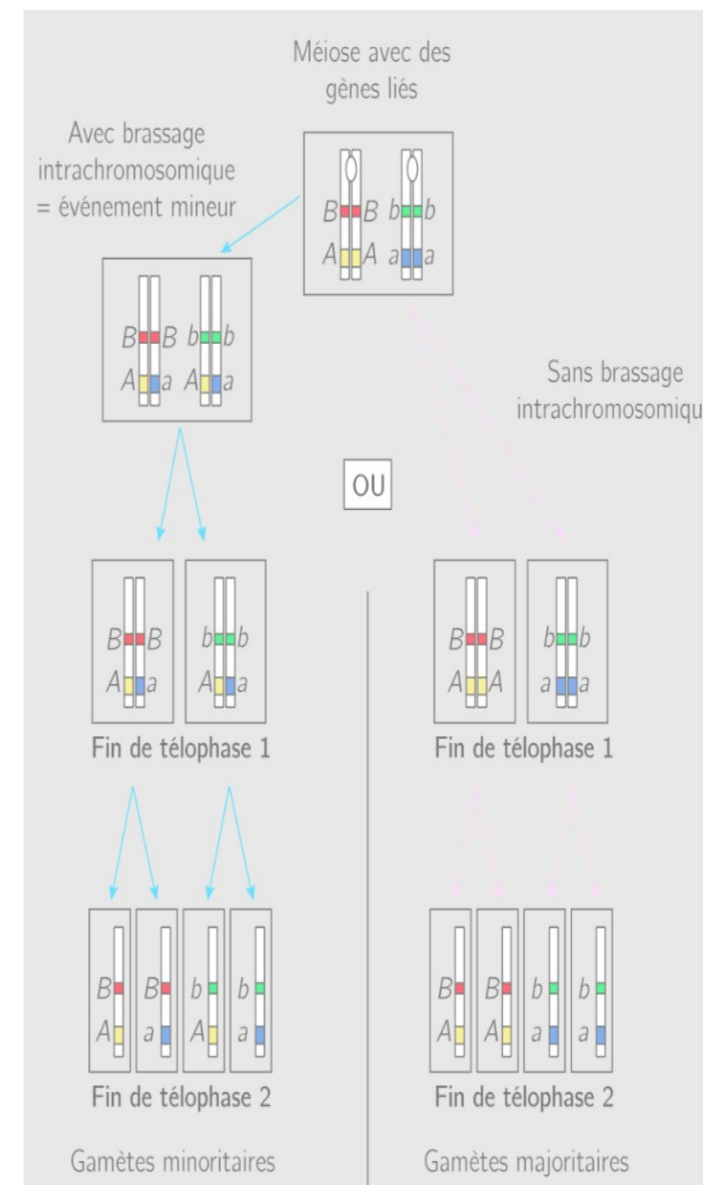 Méiose avec des
gènes liés
Avec brassage
intrachromosomique
= événement mineur
B B b b
A A a a
B B b b
A a A a
Sans brassage
intrachromosomiqu
OU
B B b b
A a A a
Fin de télophase 1
B B b b
A A a a
Fin de télophase 1
B B b b
A a A a
Fin de télophase 2
Gamètes minoritaires
B B b b
A A a a
Fin de télophase 2
Gamètes majoritaires